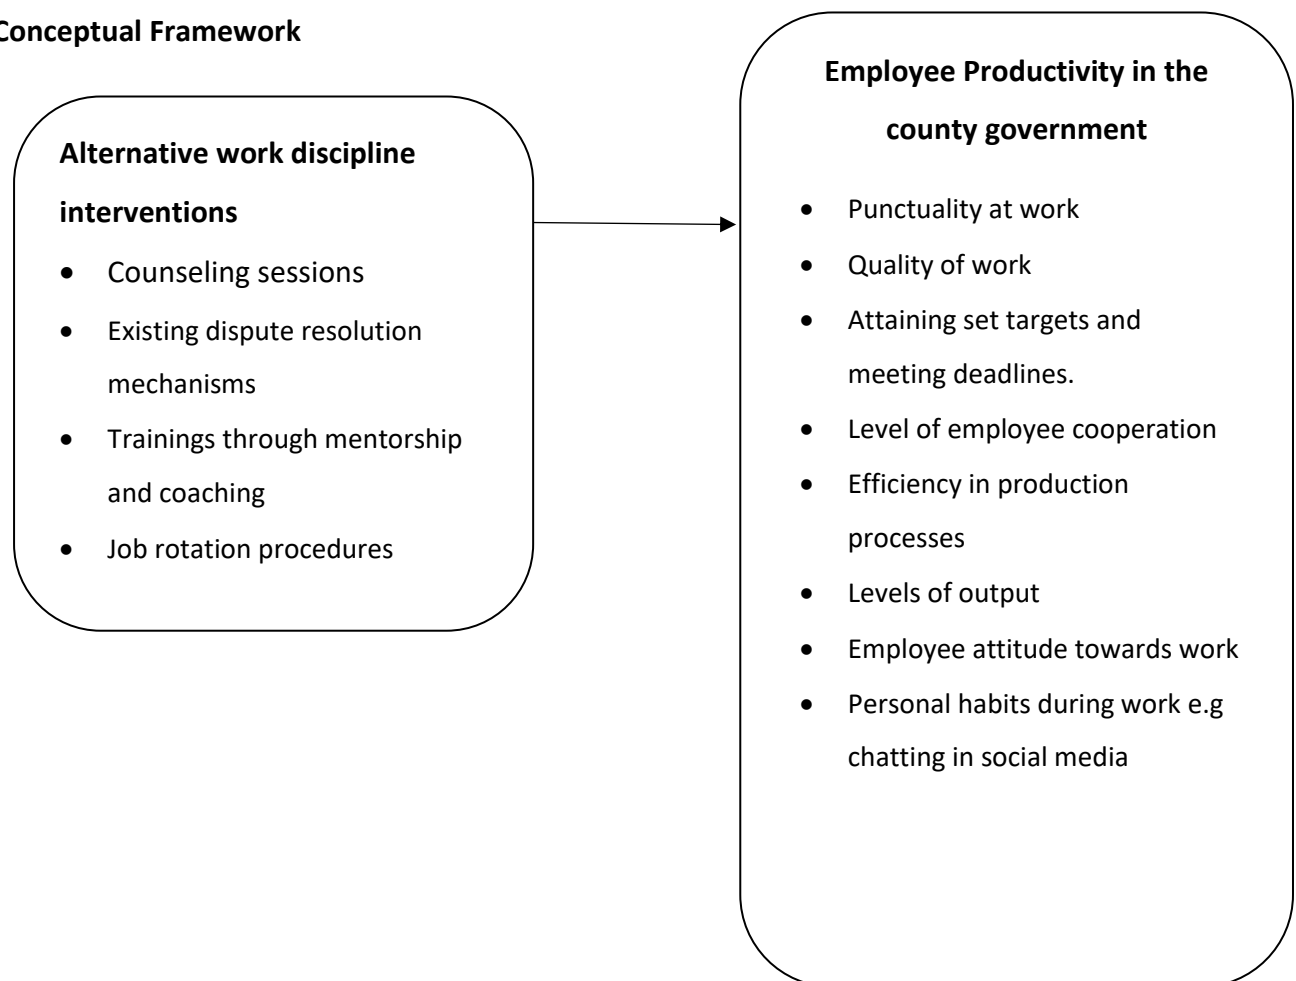 Conceptual Framework
Alternative work discipline
interventions
• Counseling sessions
• Existing dispute resolution
mechanisms
• Trainings through mentorship
and coaching
• Job rotation procedures
Employee Productivity in the
county government
• Punctuality at work
• Quality of work
• Attaining set targets and
meeting deadlines.
• Level of employee cooperation
• Efficiency in production
processes
• Levels of output
• Employee attitude towards work
• Personal habits during work e.g
chatting in social media